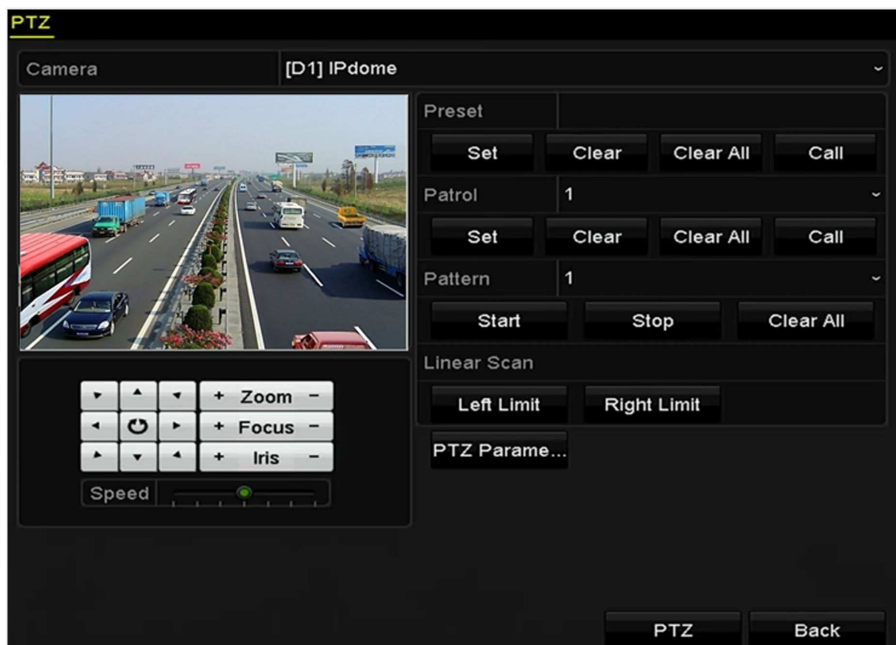 PTZ
Camera [D1] IPdome
Preset
Set Clear Clear All Call
Patrol 1
Set Clear Clear All Call
Pattern 1
Start Stop Clear All
Linear Scan
Left Limit Right Limit
PTZ Parame...
+ Zoom −
+ Focus −
+ Iris −
Speed
PTZ Back